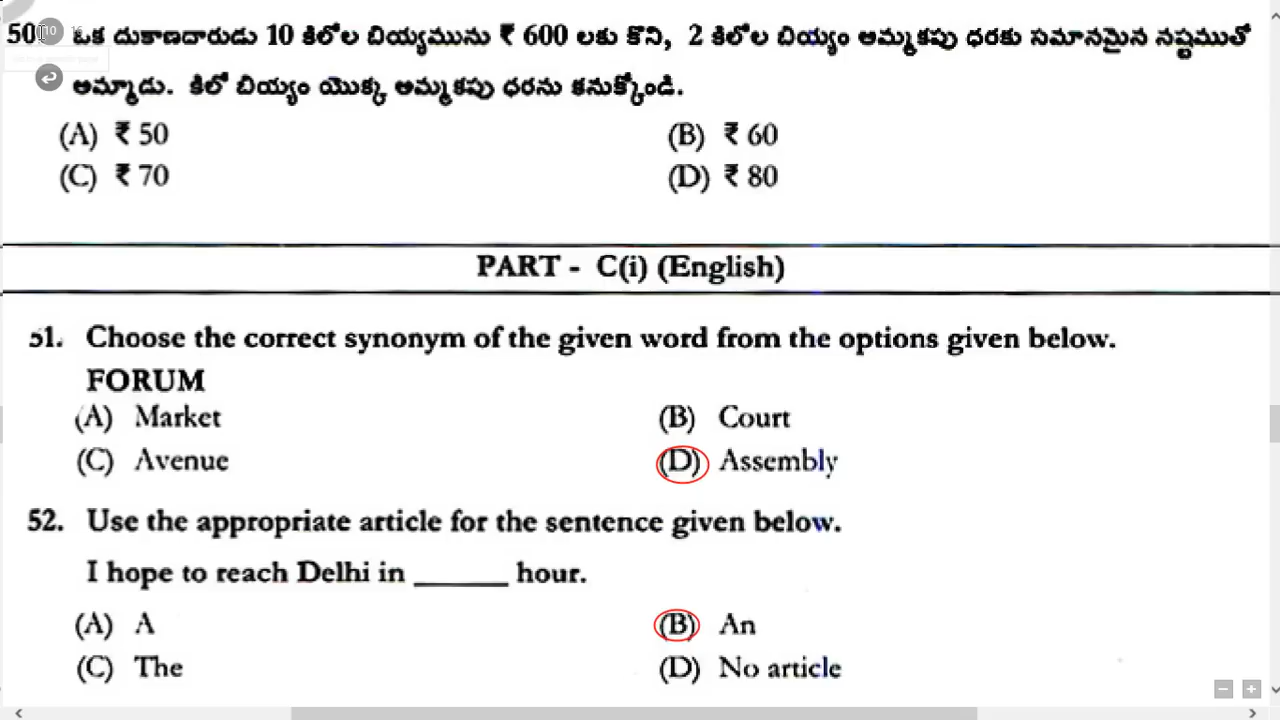 50. ఒక దుకాణదారుడు 10 కిలోల బియ్యమును ₹ 600 లకు కొని, 2 కిలోల బియ్యం అమ్మకపు ధరకు సమానమైన నష్టముతో
అమ్మాడు. కిలో బియ్యం యొక్క అమ్మకపు ధరను కనుక్కోండి.
(A) ₹ 50 (B) ₹ 60
(C) ₹ 70 (D) ₹ 80
PART - C(i) (English)
51. Choose the correct synonym of the given word from the options given below.
FORUM
(A) Market (B) Court
(C) Avenue (D) Assembly
52. Use the appropriate article for the sentence given below.
I hope to reach Delhi in ______ hour.
(A) A (B) An
(C) The (D) No article